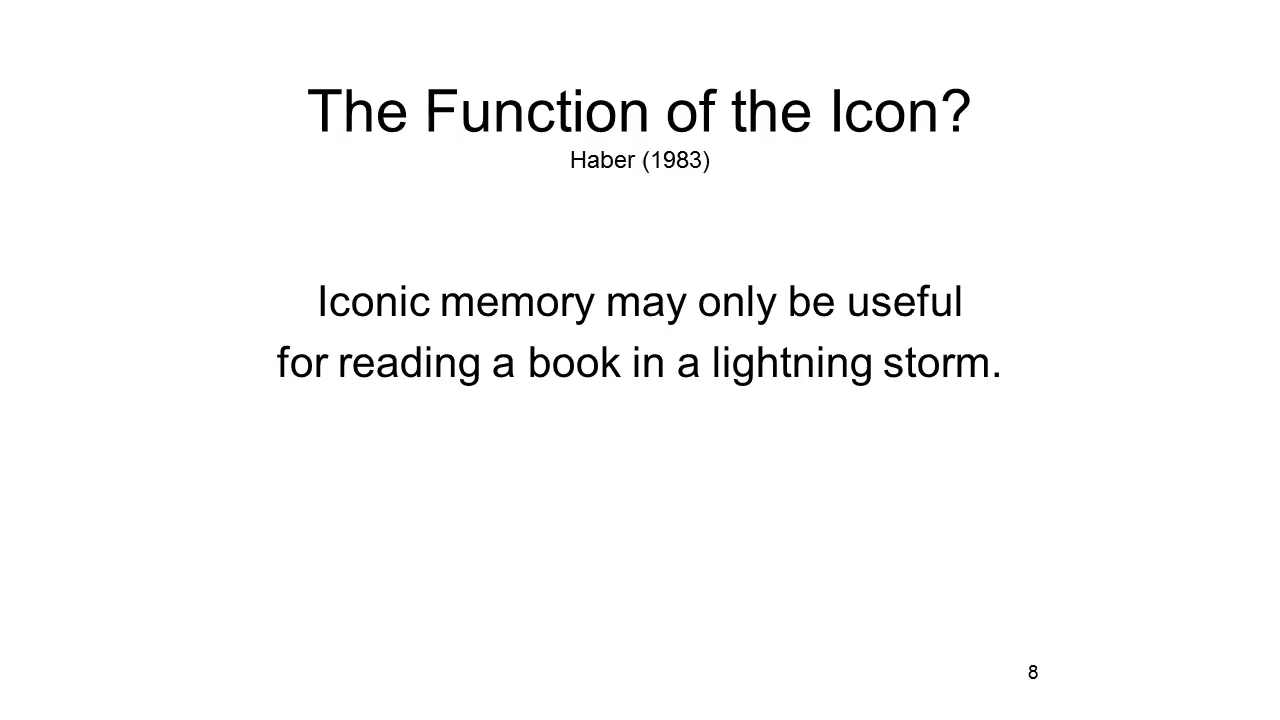 The Function of the Icon?
Haber (1983)
Iconic memory may only be useful
for reading a book in a lightning storm.
8